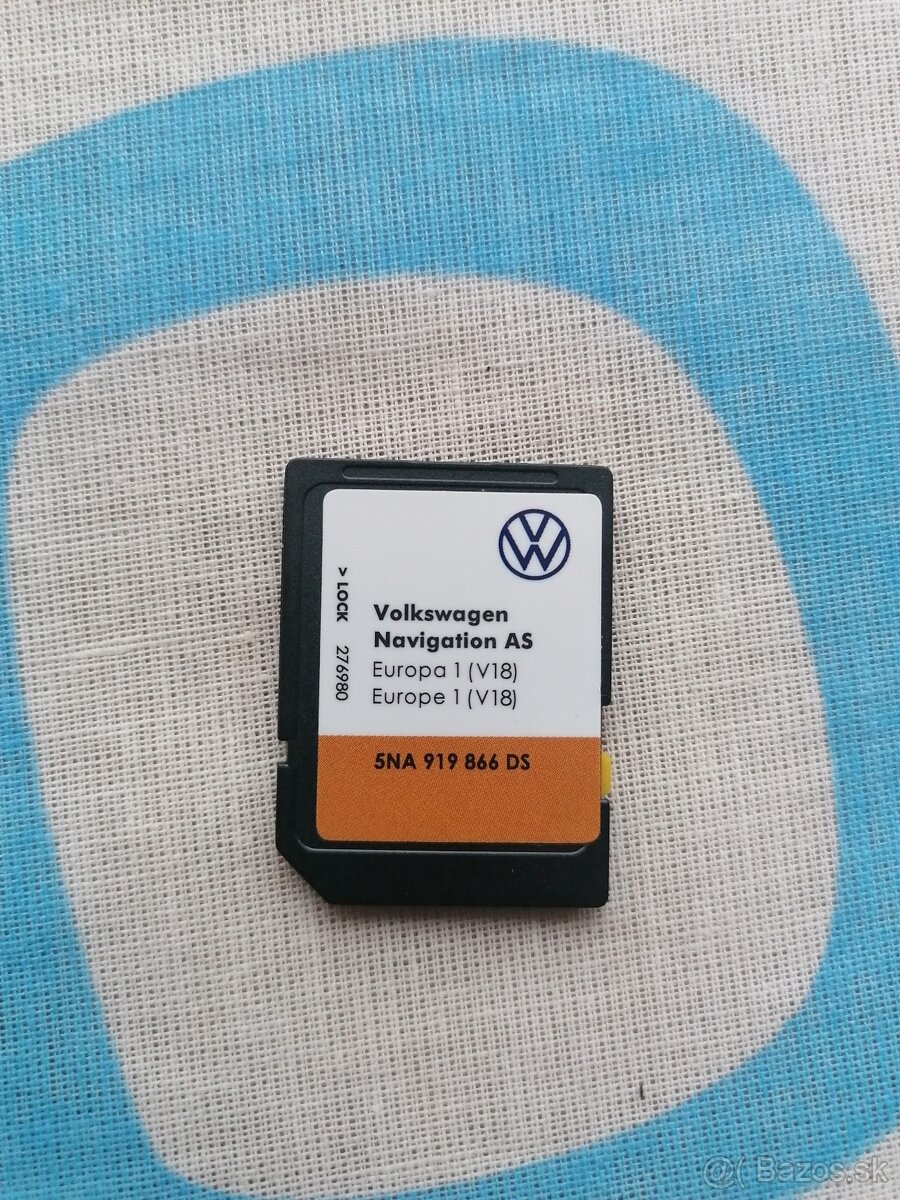 > LOCK 276980
Volkswagen
Navigation AS
Europa 1 (V18)
Europe 1 (V18)
5NA 919 866 DS
@( Bazos.sk